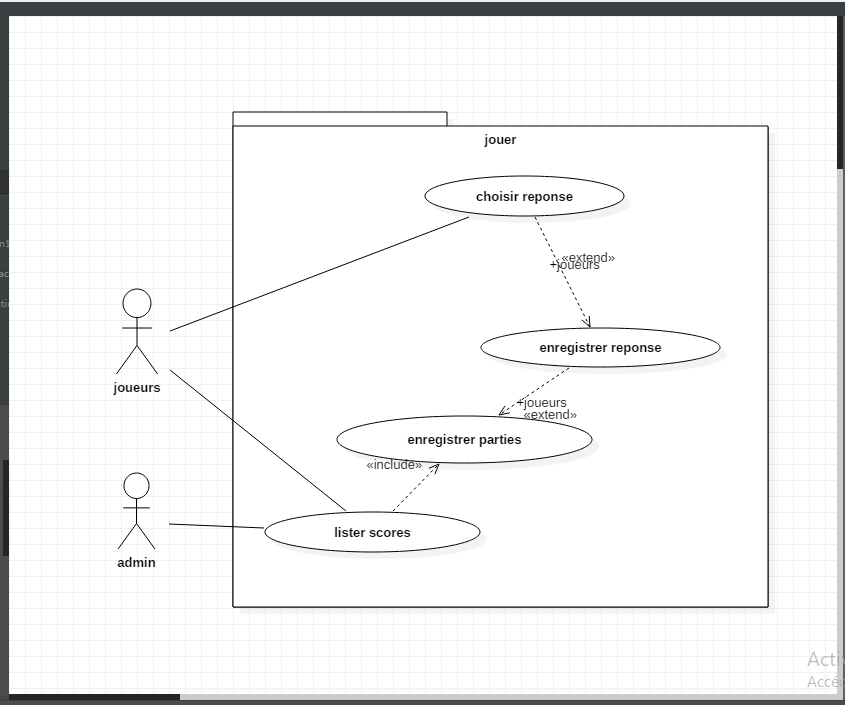 jouer
choisir reponse
«extend»
+joueurs
enregistrer reponse
joueurs
+joueurs
«extend»
enregistrer parties
«include»
lister scores
admin
Acti
Accé